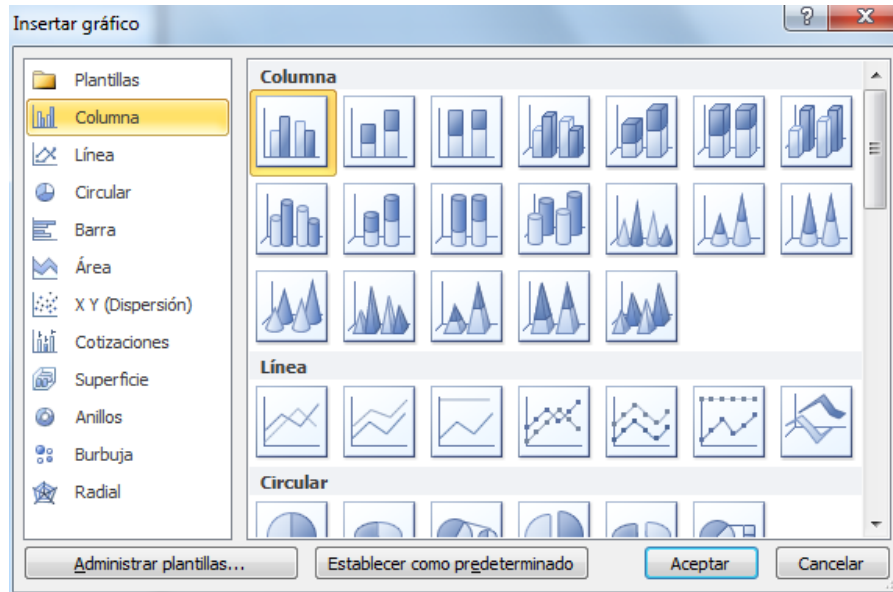 Insertar gráfico
Plantillas
Columna
Línea
Circular
Barra
Área
X Y (Dispersión)
Cotizaciones
Superficie
Anillos
Burbuja
Radial
Columna
Línea
Circular
Administrar plantillas...
Establecer como predeterminado
Aceptar
Cancelar